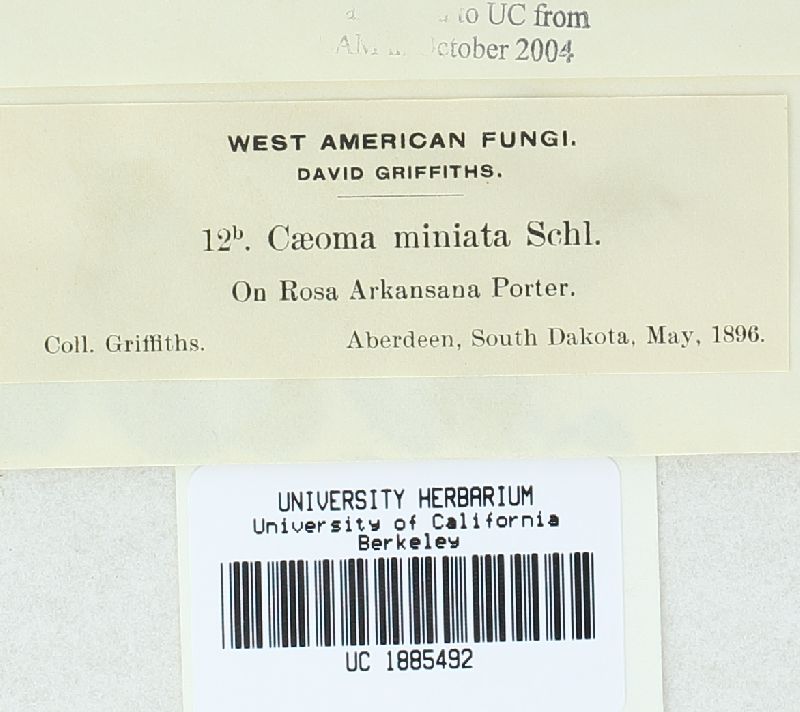 to UC from
October 2004
WEST AMERICAN FUNGI.
DAVID GRIFFITHS.
12ᵇ. Cæoma miniata Schl.
On Rosa Arkansana Porter.
Coll. Griffiths. Aberdeen, South Dakota, May, 1896.
UNIVERSITY HERBARIUM
University of California
Berkeley
UC 1885492